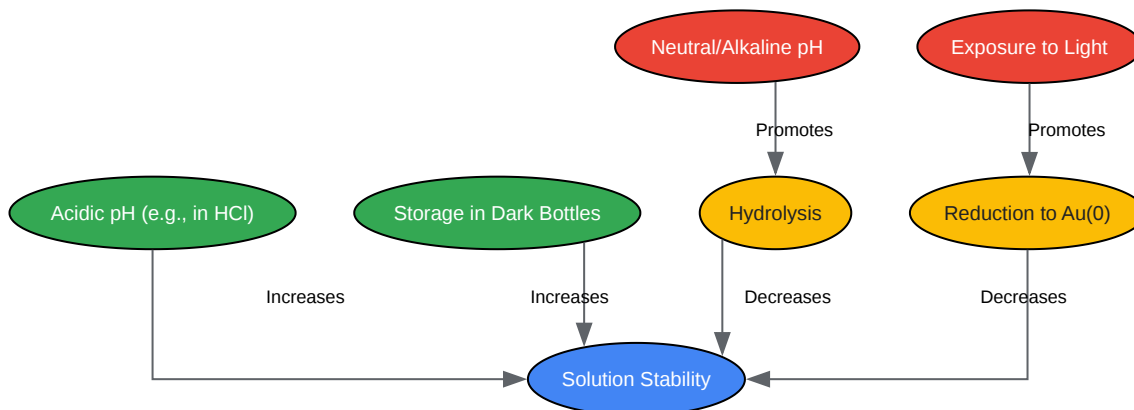 Neutral/Alkaline pH
Exposure to Light
Promotes
Promotes
Acidic pH (e.g., in HCl)
Storage in Dark Bottles
Hydrolysis
Reduction to Au(0)
Increases
Increases
Decreases
Decreases
Solution Stability